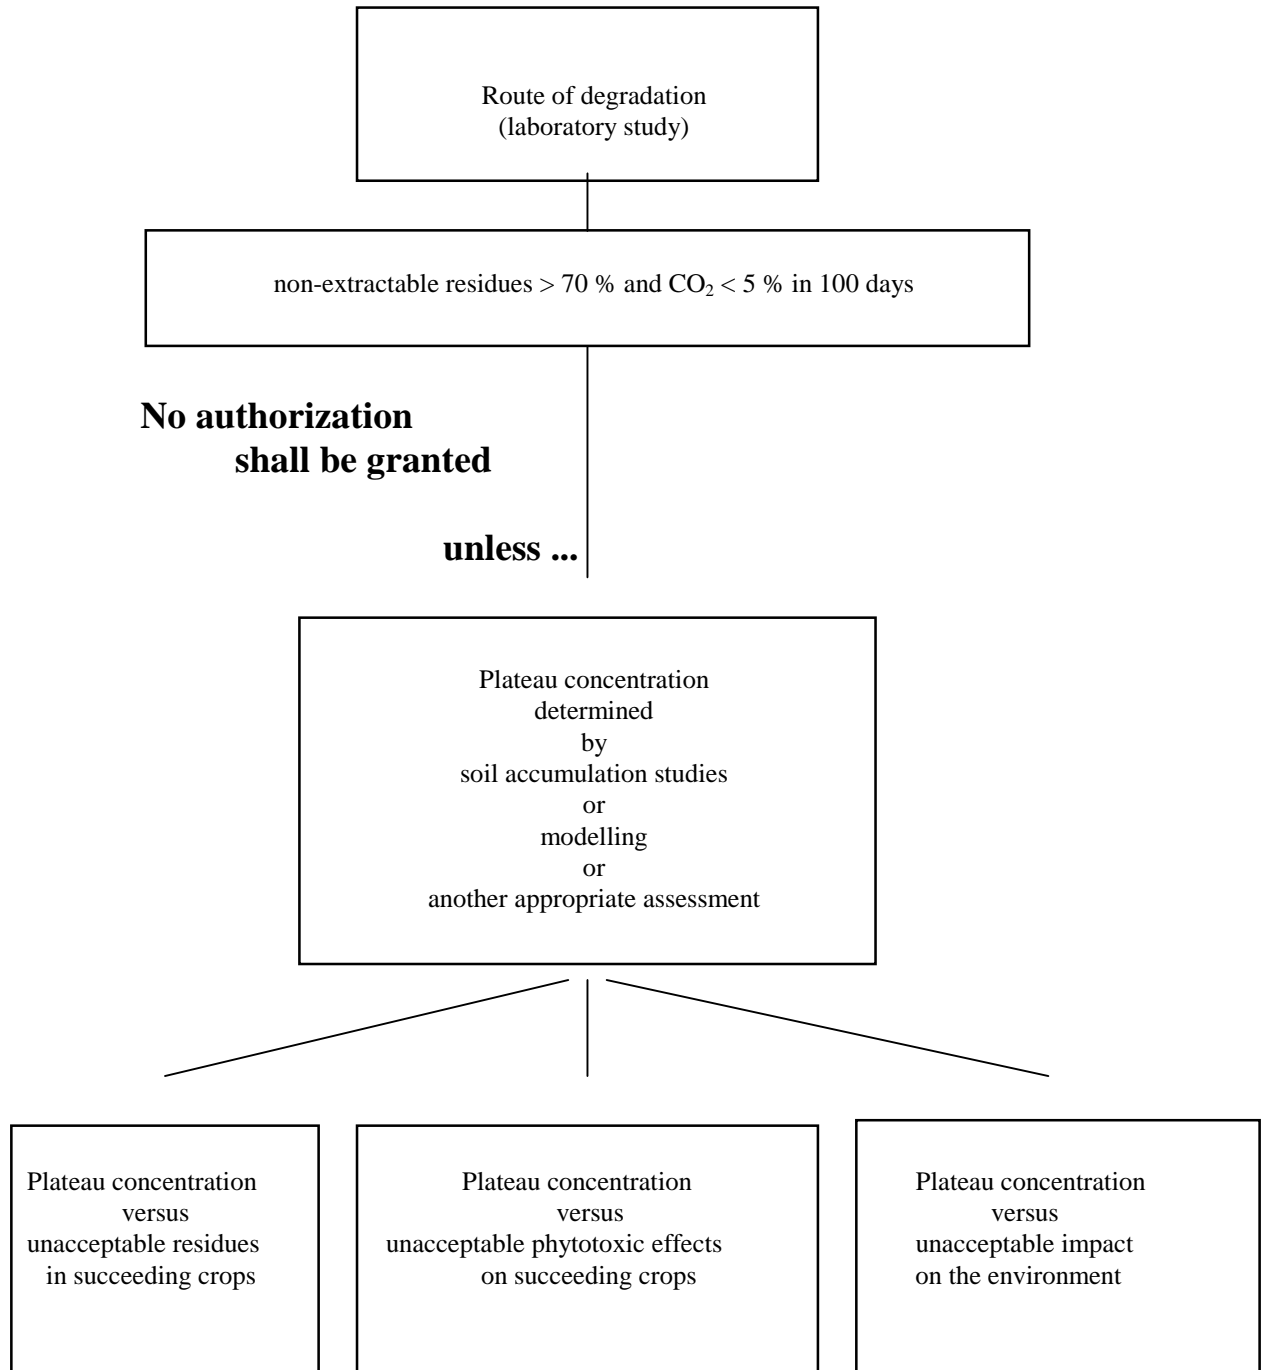 Route of degradation
(laboratory study)
non-extractable residues > 70 % and CO₂ < 5 % in 100 days
No authorization
shall be granted
unless ...
Plateau concentration
determined
by
soil accumulation studies
or
modelling
or
another appropriate assessment
Plateau concentration
versus
unacceptable residues
in succeeding crops
Plateau concentration
versus
unacceptable phytotoxic effects
on succeeding crops
Plateau concentration
versus
unacceptable impact
on the environment